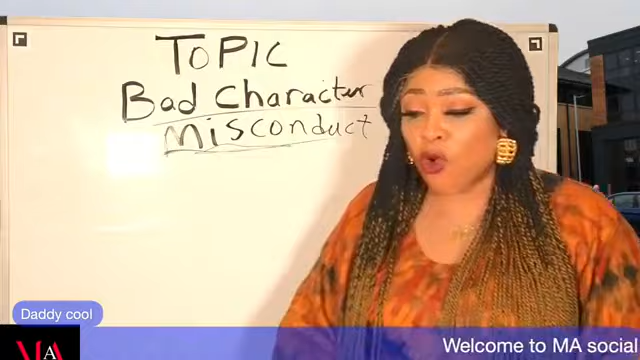 TOPIC
Bad Character
Misconduct
Daddy cool
MA
Welcome to MA social